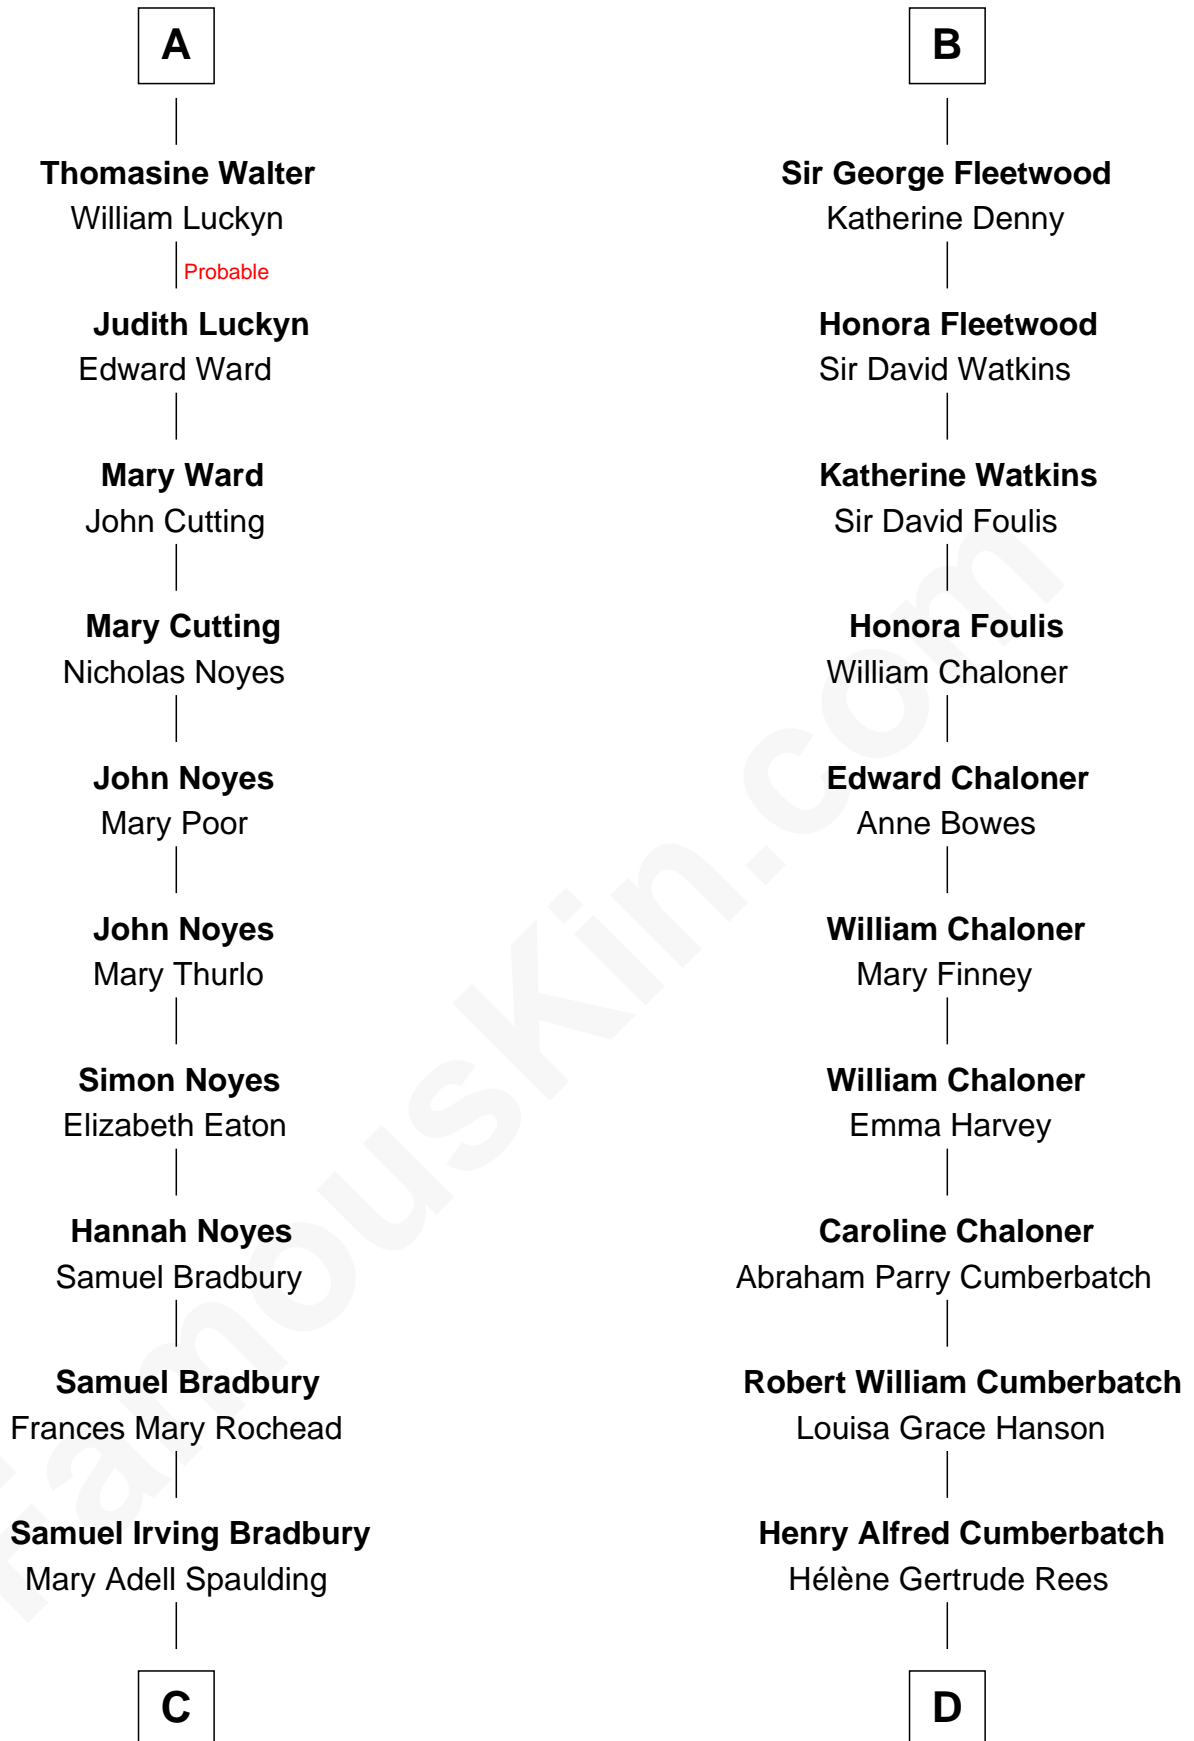 A
Thomasine Walter
William Luckyn
Probable
Judith Luckyn
Edward Ward
Mary Ward
John Cutting
Mary Cutting
Nicholas Noyes
John Noyes
Mary Poor
John Noyes
Mary Thurlo
Simon Noyes
Elizabeth Eaton
Hannah Noyes
Samuel Bradbury
Samuel Bradbury
Frances Mary Rochead
Samuel Irving Bradbury
Mary Adell Spaulding
C
B
Sir George Fleetwood
Katherine Denny
Honora Fleetwood
Sir David Watkins
Katherine Watkins
Sir David Foulis
Honora Foulis
William Chaloner
Edward Chaloner
Anne Bowes
William Chaloner
Mary Finney
William Chaloner
Emma Harvey
Caroline Chaloner
Abraham Parry Cumberbatch
Robert William Cumberbatch
Louisa Grace Hanson
Henry Alfred Cumberbatch
Hélène Gertrude Rees
D
FamousKin.com